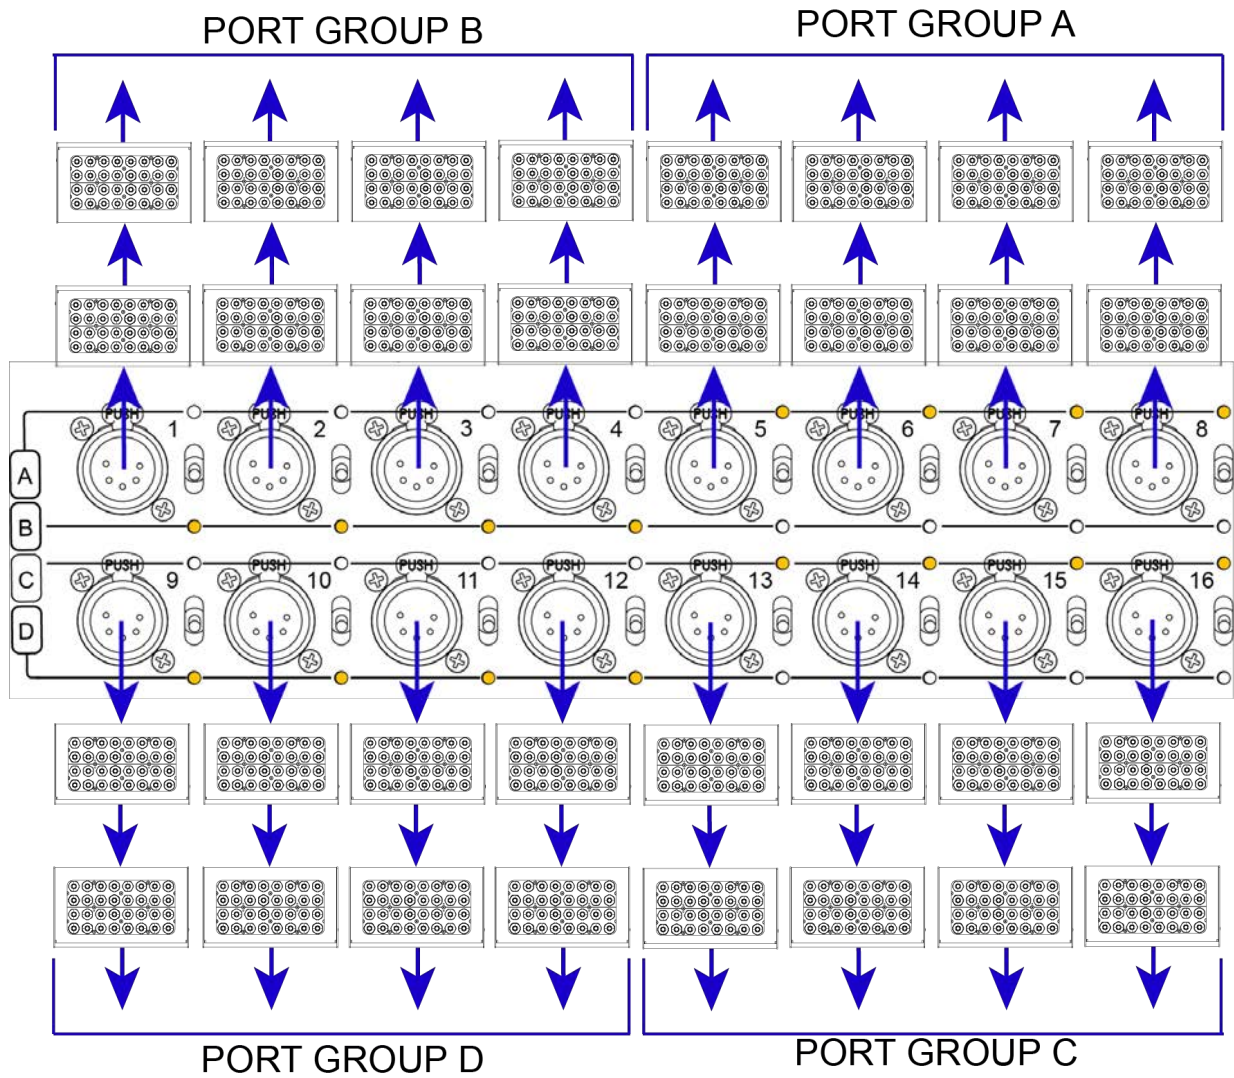 PORT GROUP B
PORT GROUP A
PUSH PUSH PUSH PUSH PUSH PUSH PUSH PUSH
1 2 3 4 5 6 7 8
A
B
PUSH PUSH PUSH PUSH PUSH PUSH PUSH PUSH
C 9 10 11 12 13 14 15 16
D
PORT GROUP D
PORT GROUP C